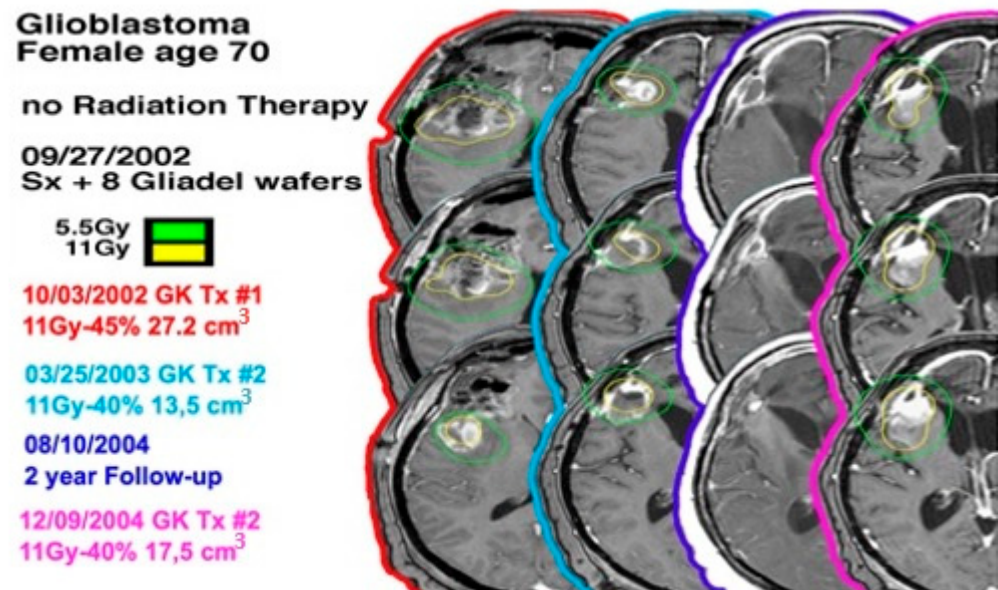 Glioblastoma
Female age 70
no Radiation Therapy
09/27/2002
Sx + 8 Gliadel wafers
5.5Gy
11Gy
10/03/2002 GK Tx #1
11Gy-45% 27.2 cm3
03/25/2003 GK Tx #2
11Gy-40% 13,5 cm3
08/10/2004
2 year Follow-up
12/09/2004 GK Tx #2
11Gy-40% 17,5 cm3